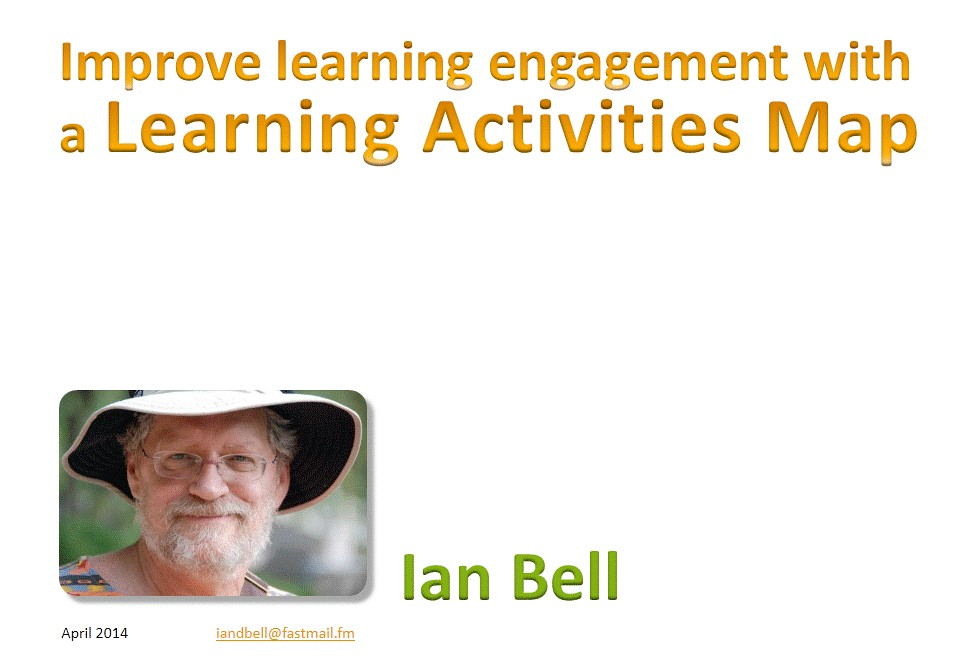 Improve learning engagement with
a Learning Activities Map
Ian Bell
April 2014 iandbell@fastmail.fm